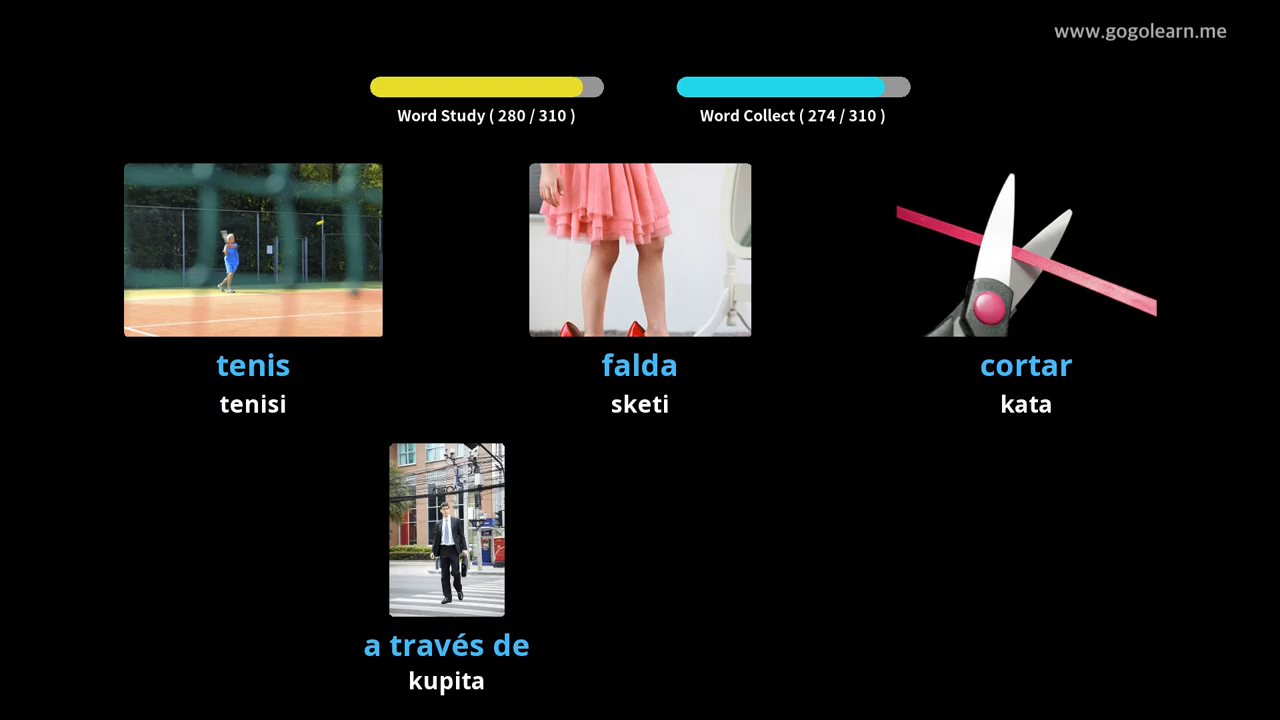 www.gogolearn.me
Word Study ( 280 / 310 )
Word Collect ( 274 / 310 )
tenis
tenisi
falda
sketi
cortar
kata
a través de
kupita